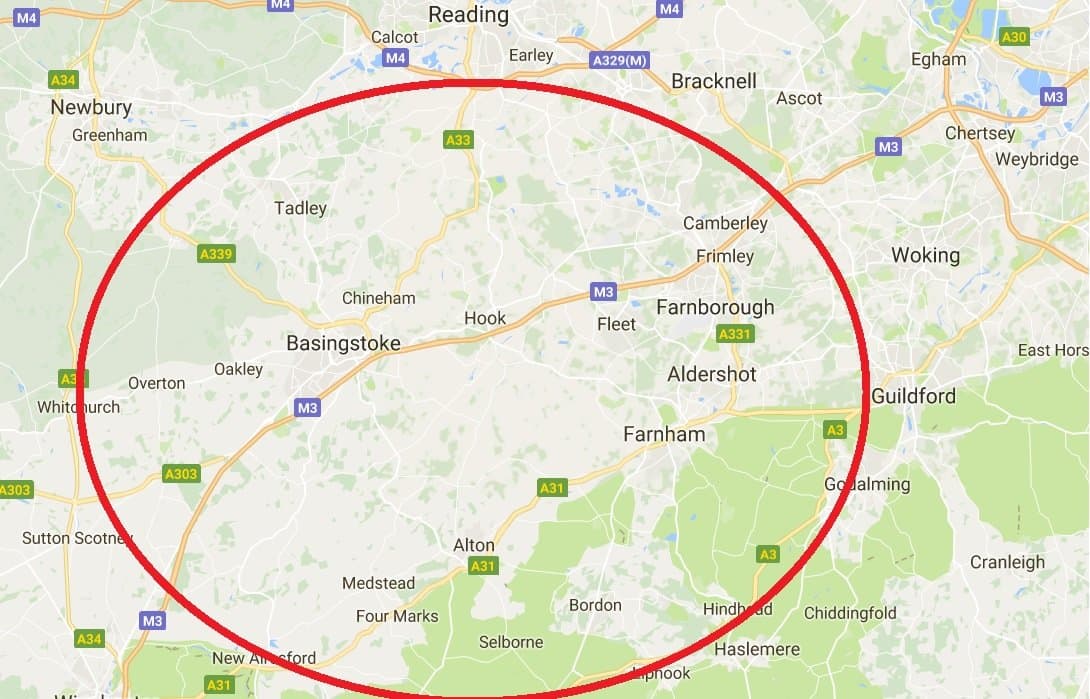 M4
M4
Reading
M4
Calcot
M4
Earley
A329(M)
A30
Egham
A34
Bracknell
Ascot
M3
Newbury
Greenham
A33
Chertsey
M3
Weybridge
Tadley
Camberley
A339
Frimley
Woking
Chineham
M3
Hook
Farnborough
Fleet
A331
Basingstoke
East Hors
Oakley
Aldershot
Overton
Guildford
Whitchurch
M3
A3
Farnham
A303
A303
A31
Godalming
Sutton Scotney
Alton
A31
A3
Cranleigh
Medstead
Bordon
Hindhead
Chiddingfold
M3
Four Marks
A34
Selborne
Haslemere
New Alresford
Liphook
A31